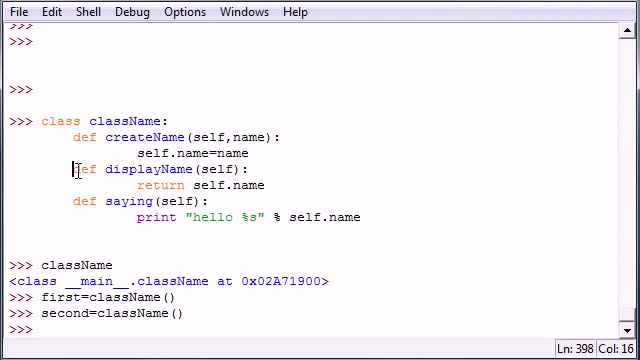 File Edit Shell Debug Options Windows Help
>>>
>>>
>>>
>>> class className:
def createName(self,name):
self.name=name
def displayName(self):
return self.name
def saying(self):
print "hello %s" % self.name
>>> className
<class __main__.className at 0x02A71900>
>>> first=className()
>>> second=className()
>>>
Ln: 398 Col: 16